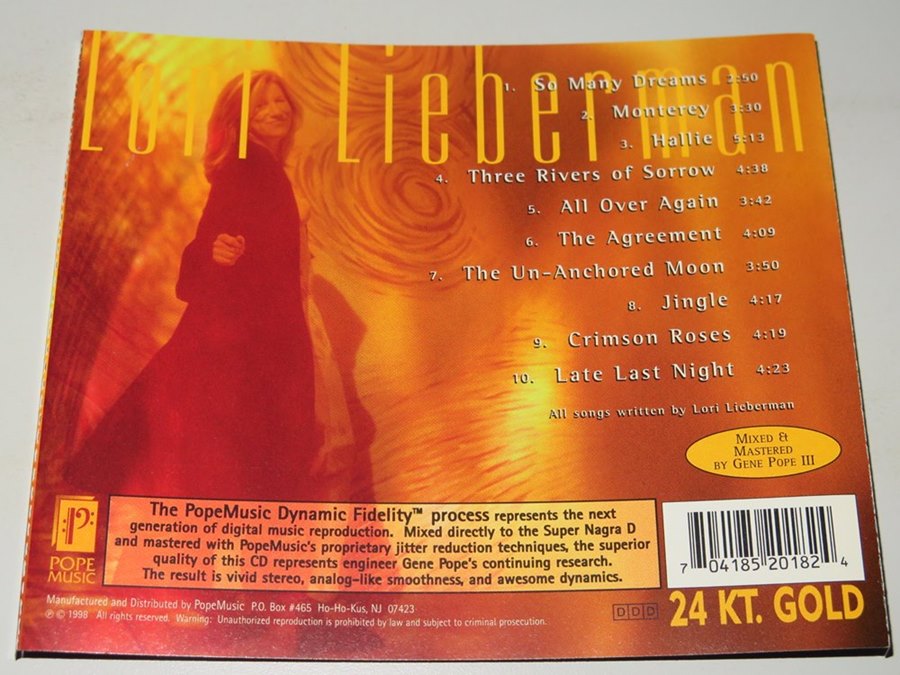 Lori Lieberman
1. So Many Dreams 2:50
2. Monterey 3:30
3. Hallie 5:13
4. Three Rivers of Sorrow 4:38
5. All Over Again 3:42
6. The Agreement 4:09
7. The Un-Anchored Moon 3:50
8. Jingle 4:17
9. Crimson Roses 4:19
10. Late Last Night 4:23
All songs written by Lori Lieberman
MIXED &
MASTERED
BY GENE POPE III
The PopeMusic Dynamic Fidelity™ process represents the next
generation of digital music reproduction. Mixed directly to the Super Nagra D
and mastered with PopeMusic's proprietary jitter reduction techniques, the superior
quality of this CD represents engineer Gene Pope's continuing research.
The result is vivid stereo, analog-like smoothness, and awesome dynamics.
POPE
MUSIC
7 04185 20182 4
Manufactured and Distributed by PopeMusic P.O. Box #465 Ho-Ho-Kus, NJ 07423
℗ © 1998 All rights reserved. Warning: Unauthorized reproduction is prohibited by law and subject to criminal prosecution.
DDD
24 KT. GOLD